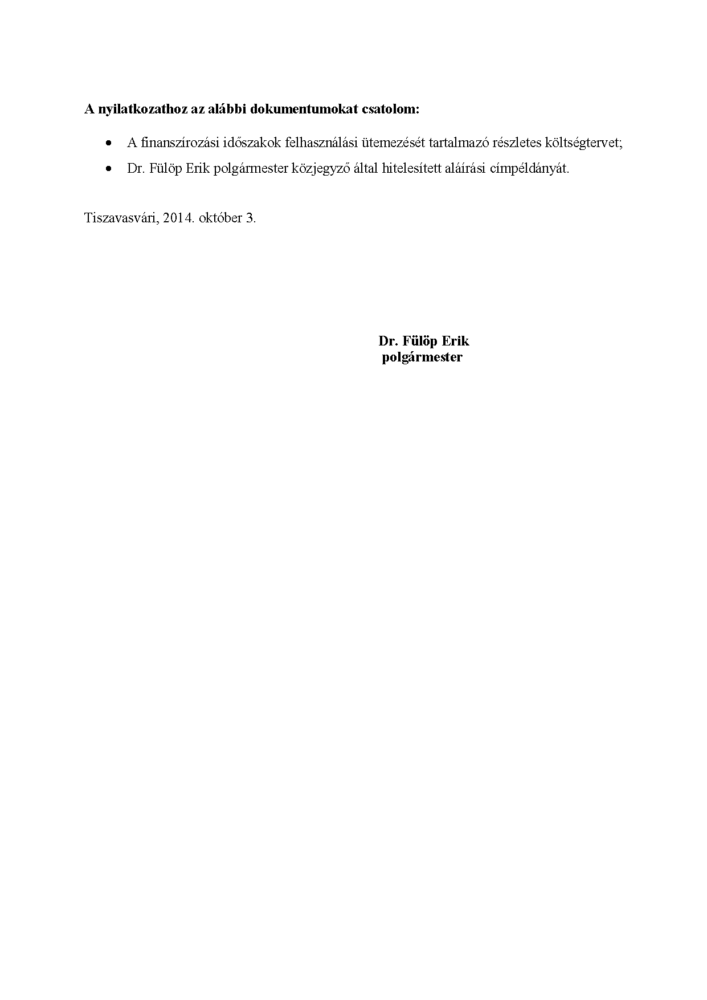 A nyilatkozathoz az alábbi dokumentumokat csatolom:
• A finanszírozási időszakok felhasználási ütemezését tartalmazó részletes költségtervet;
• Dr. Fülöp Erik polgármester közjegyző által hitelesített aláírási címpéldányát.
Tiszavasvári, 2014. október 3.
Dr. Fülöp Erik
polgármester